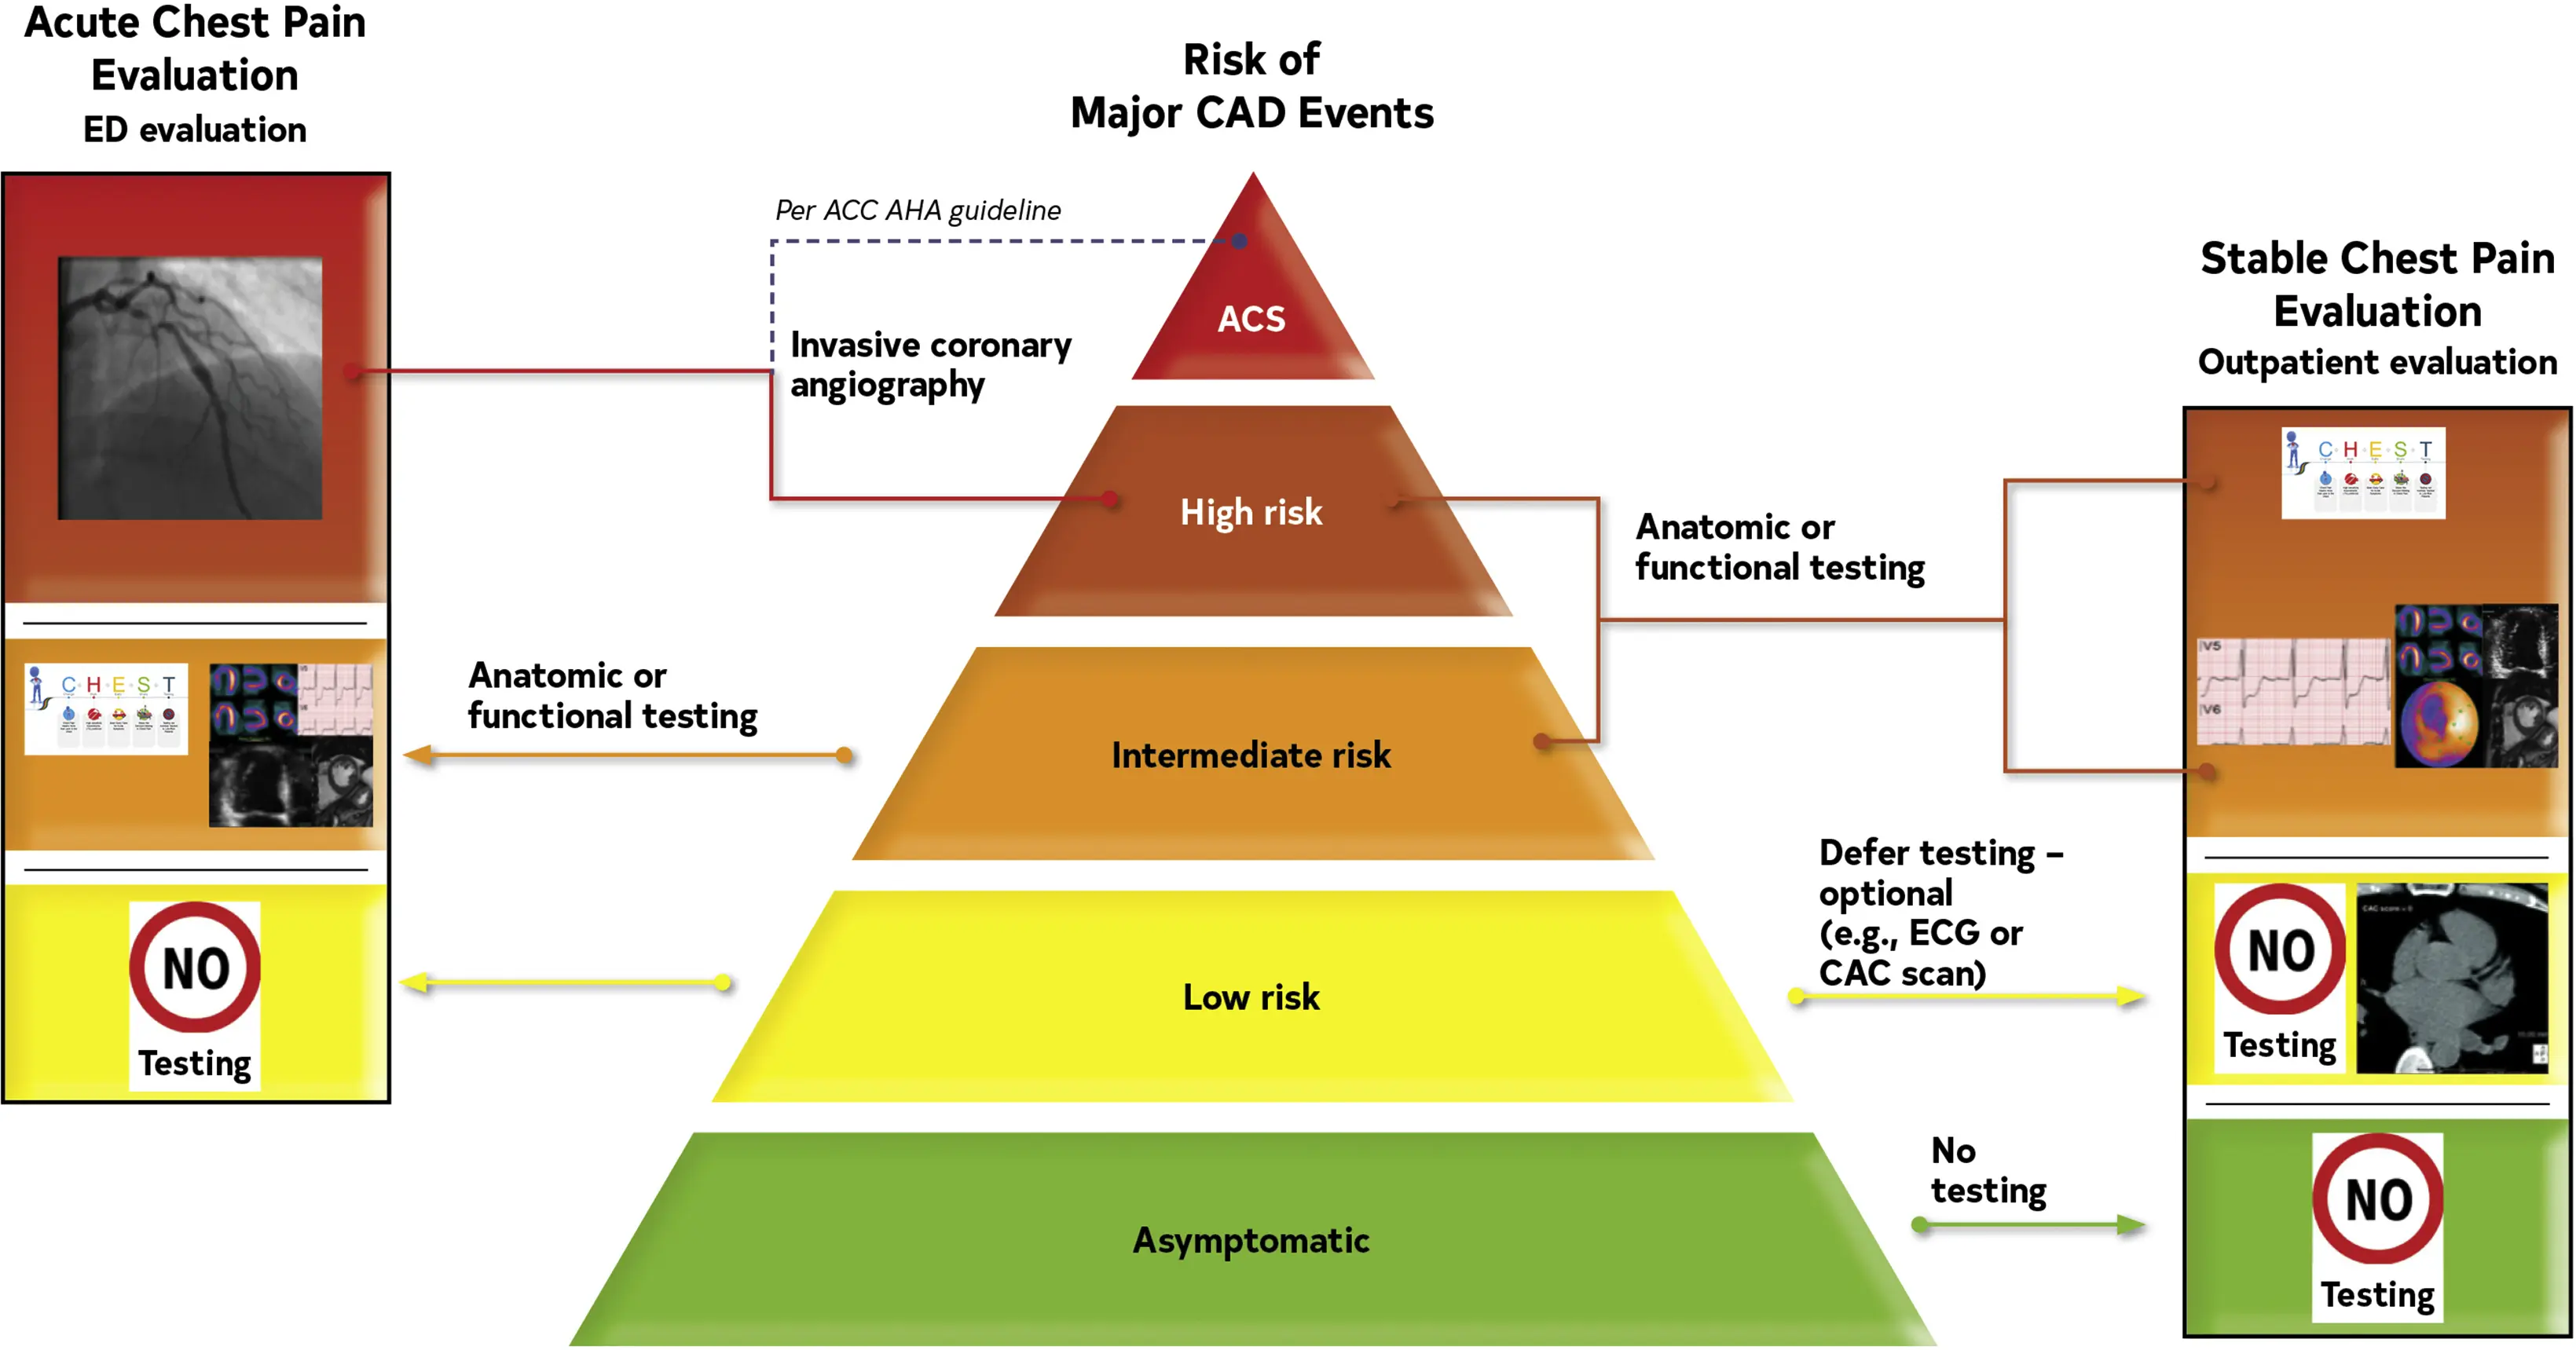 Acute Chest Pain
Evaluation
ED evaluation
Risk of
Major CAD Events
Per ACC AHA guideline
Invasive coronary
angiography
ACS
High risk
Stable Chest Pain
Evaluation
Outpatient evaluation
C H E S T
Anatomic or
functional testing
V5
V6
C H E S T
Anatomic or
functional testing
Intermediate risk
Defer testing –
optional
(e.g., ECG or
CAC scan)
NO
Testing
Low risk
NO
Testing
CAC score = 0
No
testing
Asymptomatic
NO
Testing